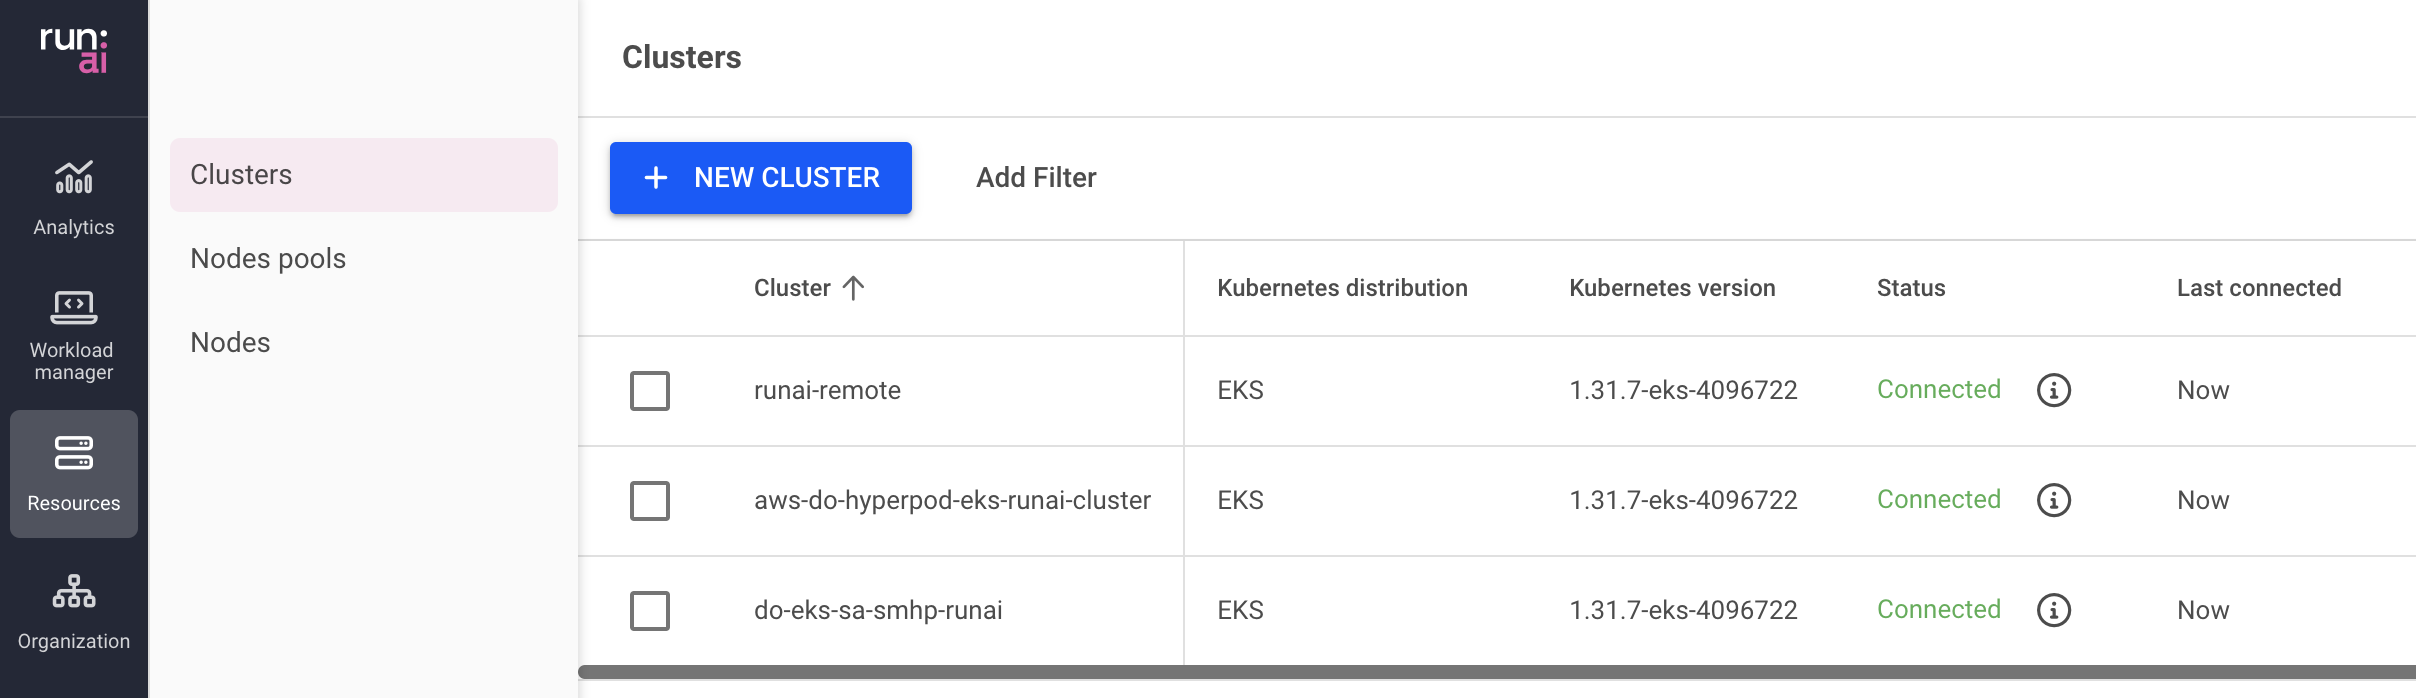 run:
ai
Analytics
Workload
manager
Resources
Organization
Clusters
Nodes pools
Nodes
Clusters
+ NEW CLUSTER
Add Filter
Cluster ↑ Kubernetes distribution Kubernetes version Status Last connected
runai-remote EKS 1.31.7-eks-4096722 Connected Now
aws-do-hyperpod-eks-runai-cluster EKS 1.31.7-eks-4096722 Connected Now
do-eks-sa-smhp-runai EKS 1.31.7-eks-4096722 Connected Now